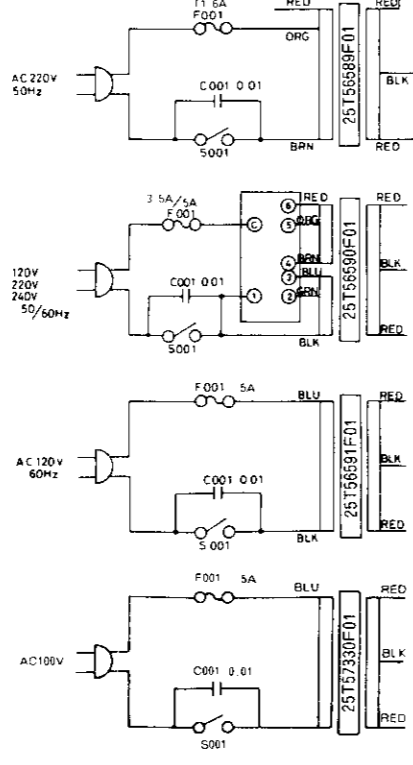 T1 6A
F001
RED
RED
ORG
AC 220V
50Hz
C001 0.01
BLK
S001
BRN
RED
25T56589F01
3.5A/5A
F001
RED
RED
C
6
5
ORG
4
BRN
3
BLU
120V
220V
240V
50/60Hz
C001 0.01
1
2
GRN
BLK
S001
BLK
RED
25T56590F01
F001 5A
BLU
RED
AC 120V
60Hz
C001 0.01
BLK
S001
BLK
RED
25T56591F01
F001 5A
BLU
RED
AC100V
C001 0.01
BLK
S001
RED
25T57330F01